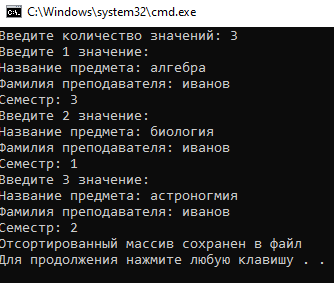 C:\Windows\system32\cmd.exe
Введите количество значений: 3
Введите 1 значение:
Название предмета: алгебра
Фамилия преподавателя: иванов
Семестр: 3
Введите 2 значение:
Название предмета: биология
Фамилия преподавателя: иванов
Семестр: 1
Введите 3 значение:
Название предмета: астроногмия
Фамилия преподавателя: иванов
Семестр: 2
Отсортированный массив сохранен в файл
Для продолжения нажмите любую клавишу . .